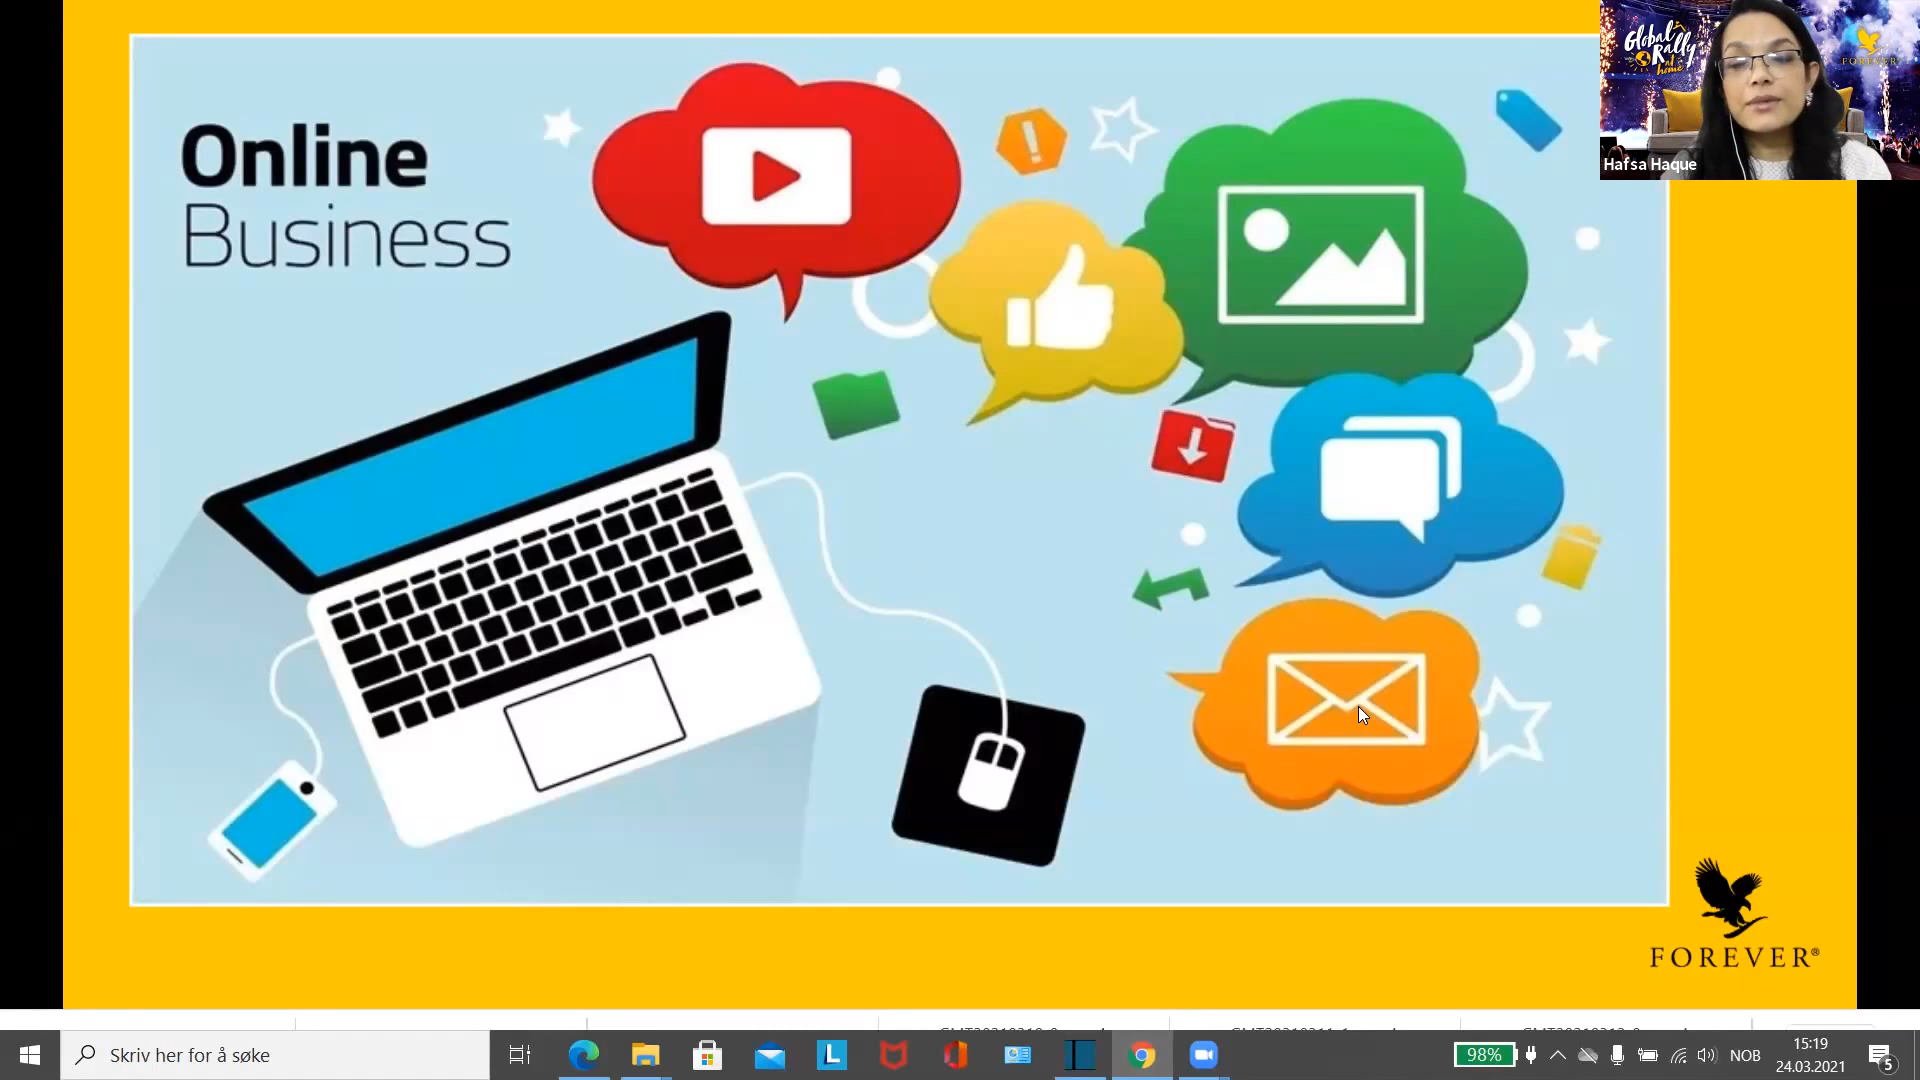 Online
Business
Global
Rally
at
home
FOREVER
Hafsa Haque
FOREVER®
Skriv her for å søke
L
98%
NOB
15:19
24.03.2021
5